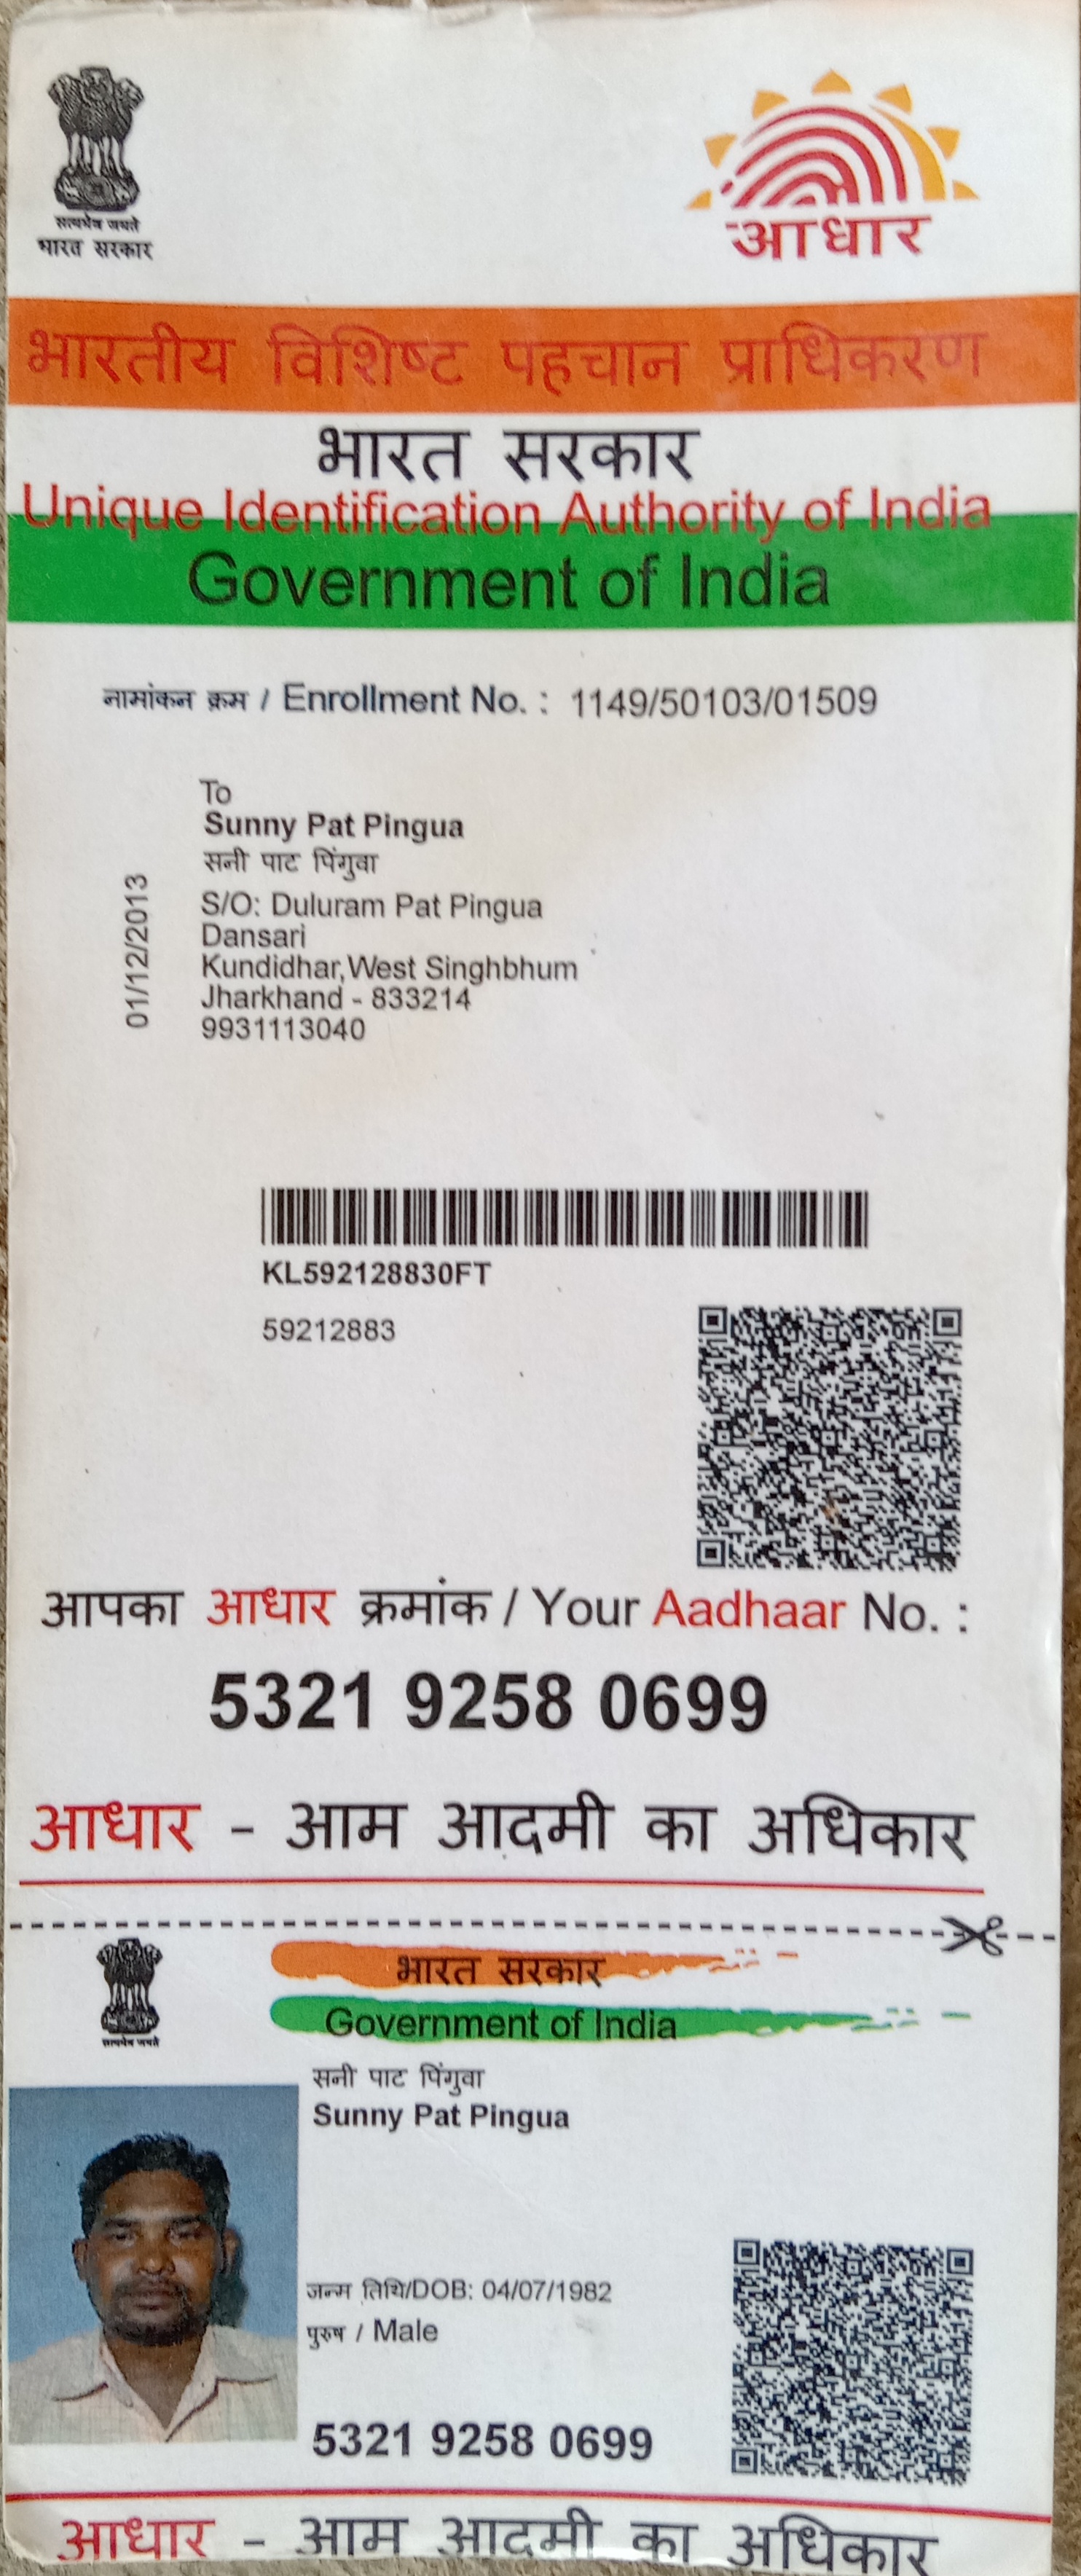 सत्यमेव जयते
भारत सरकार
आधार
भारतीय विशिष्ट पहचान प्राधिकरण
भारत सरकार
Unique Identification Authority of India
Government of India
नामांकन क्रम / Enrollment No. : 1149/50103/01509
To
Sunny Pat Pingua
सनी पाट पिंगुवा
S/O: Duluram Pat Pingua
Dansari
Kundidhar,West Singhbhum
Jharkhand - 833214
9931113040
01/12/2013
KL592128830FT
59212883
आपका आधार क्रमांक / Your Aadhaar No. :
5321 9258 0699
आधार - आम आदमी का अधिकार
सत्यमेव जयते
भारत सरकार
Government of India
सनी पाट पिंगुवा
Sunny Pat Pingua
जन्म तिथि/DOB: 04/07/1982
पुरुष / Male
5321 9258 0699
आधार - आम आदमी का अधिकार